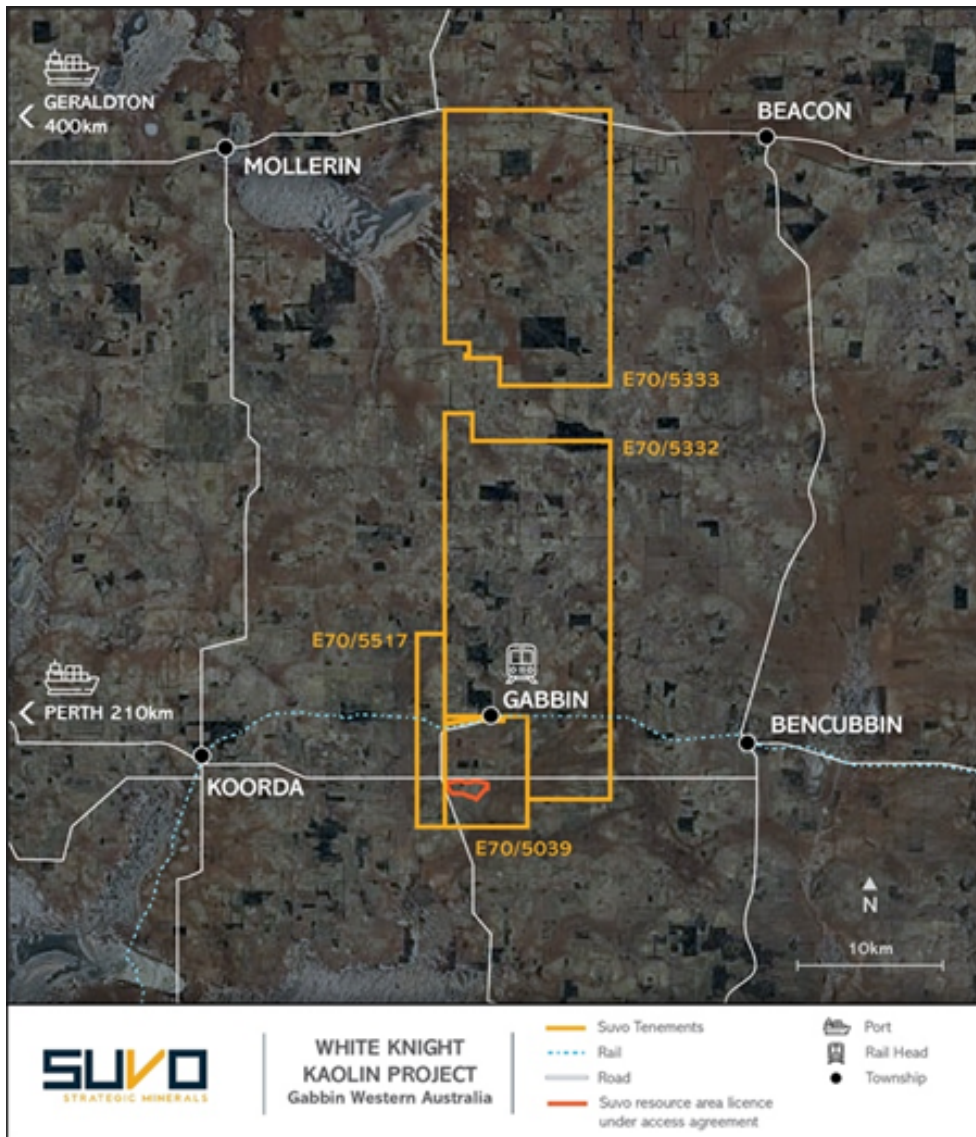 GERALDTON
400km
MOLLERIN
BEACON
E70/5333
E70/5332
E70/5517
GABBIN
PERTH 210km
KOORDA
BENCUBBIN
E70/5039
N
10km
SUVO
STRATEGIC MINERALS
WHITE KNIGHT
KAOLIN PROJECT
Gabbin Western Australia
Suvo Tenements
Rail
Road
Suvo resource area licence
under access agreement
Port
Rail Head
Township